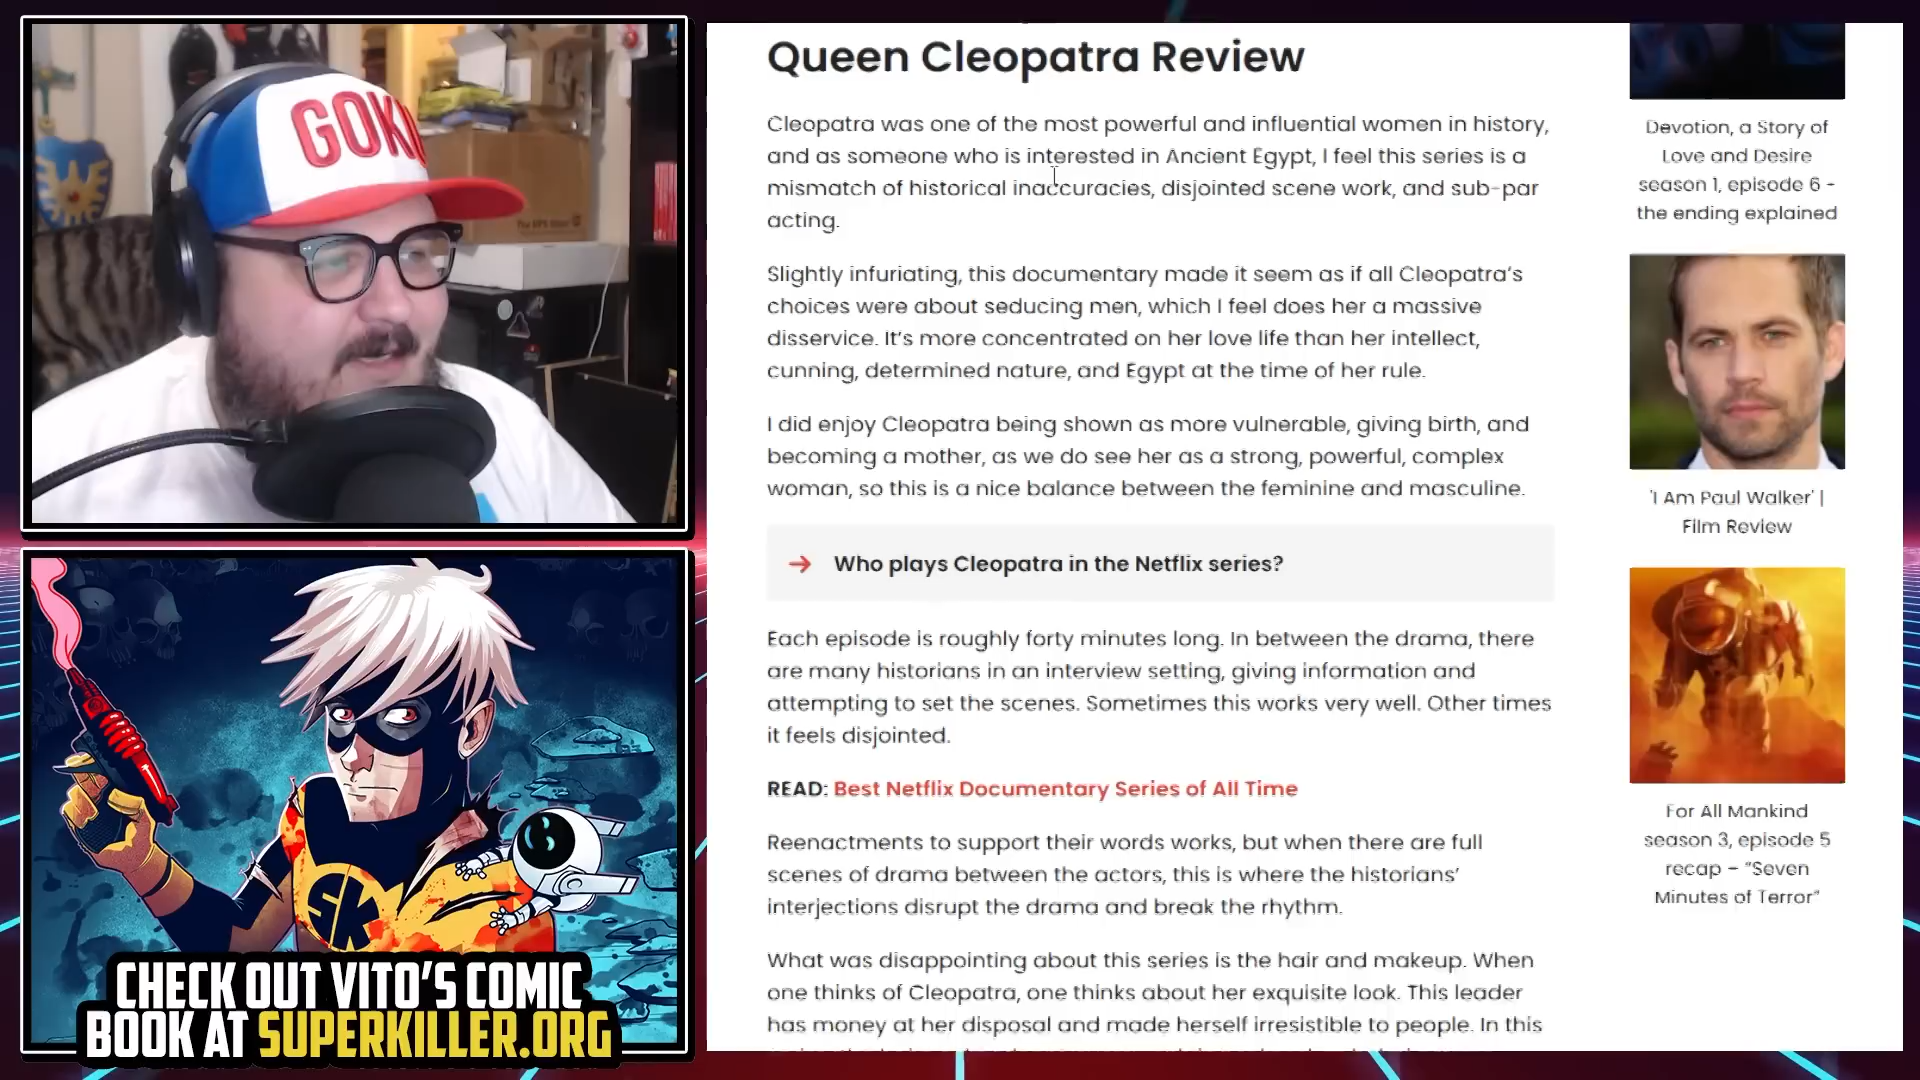 GOKU
SK
CHECK OUT VITO'S COMIC
BOOK AT SUPERKILLER.ORG
Queen Cleopatra Review
Cleopatra was one of the most powerful and influential women in history,
and as someone who is interested in Ancient Egypt, I feel this series is a
mismatch of historical inaccuracies, disjointed scene work, and sub-par
acting.
Slightly infuriating, this documentary made it seem as if all Cleopatra's
choices were about seducing men, which I feel does her a massive
disservice. It's more concentrated on her love life than her intellect,
cunning, determined nature, and Egypt at the time of her rule.
I did enjoy Cleopatra being shown as more vulnerable, giving birth, and
becoming a mother, as we do see her as a strong, powerful, complex
woman, so this is a nice balance between the feminine and masculine.
→ Who plays Cleopatra in the Netflix series?
Each episode is roughly forty minutes long. In between the drama, there
are many historians in an interview setting, giving information and
attempting to set the scenes. Sometimes this works very well. Other times
it feels disjointed.
READ: Best Netflix Documentary Series of All Time
Reenactments to support their words works, but when there are full
scenes of drama between the actors, this is where the historians'
interjections disrupt the drama and break the rhythm.
What was disappointing about this series is the hair and makeup. When
one thinks of Cleopatra, one thinks about her exquisite look. This leader
has money at her disposal and made herself irresistible to people. In this
Devotion, a Story of
Love and Desire
season 1, episode 6 -
the ending explained
'I Am Paul Walker' |
Film Review
For All Mankind
season 3, episode 5
recap – "Seven
Minutes of Terror"